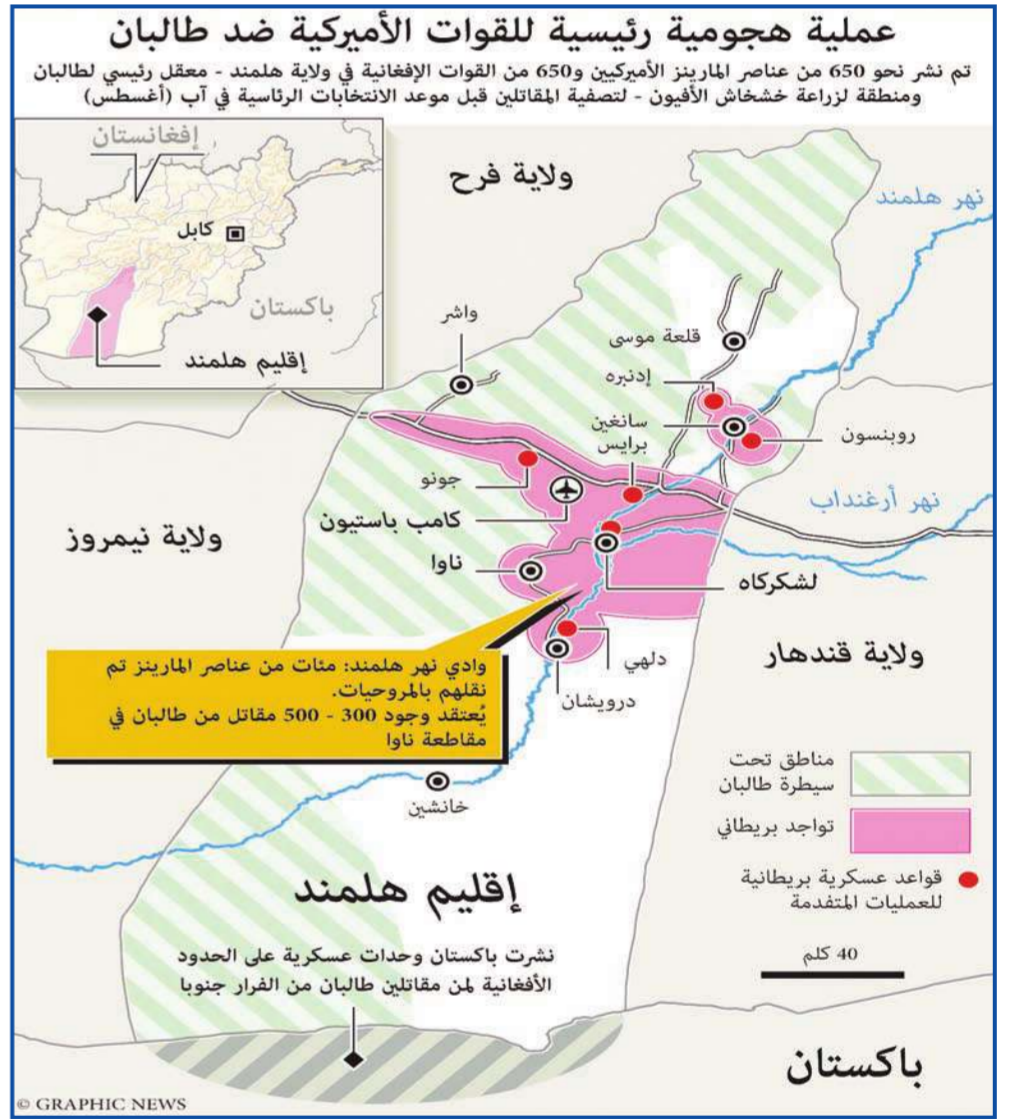 عملية هجومية رئيسية للقوات الأميركية ضد طالبان
تم نشر نحو 650 من عناصر المارينز الأميركيين و650 من القوات الإفغانية في ولاية هلمند - معقل رئيسي لطالبان
ومنطقة لزراعة خشخاش الأفيون - لتصفية المقاتلين قبل موعد الانتخابات الرئاسية في آب (أغسطس)
إفغانستان
كابل
باكستان
إقليم هلمند
ولاية فرح
نهر هلمند
واشر
قلعة موسى
إدنبره
سانغين
برايس
روبنسون
جونو
نهر أرغنداب
كامب باستيون
ولاية نيمروز
ناوا
لشكركاه
ولاية قندهار
دلهي
درويشان
وادي نهر هلمند: مئات من عناصر المارينز تم
نقلهم بالمروحيات.
يُعتقد وجود 300 - 500 مقاتل من طالبان في
مقاطعة ناوا
خانشين
مناطق تحت
سيطرة طالبان
تواجد بريطاني
قواعد عسكرية بريطانية
للعمليات المتفدمة
40 كلم
إقليم هلمند
نشرت باكستان وحدات عسكرية على الحدود
الأفغانية لمن مقاتلين طالبان من الفرار جنوبا
باكستان
© GRAPHIC NEWS